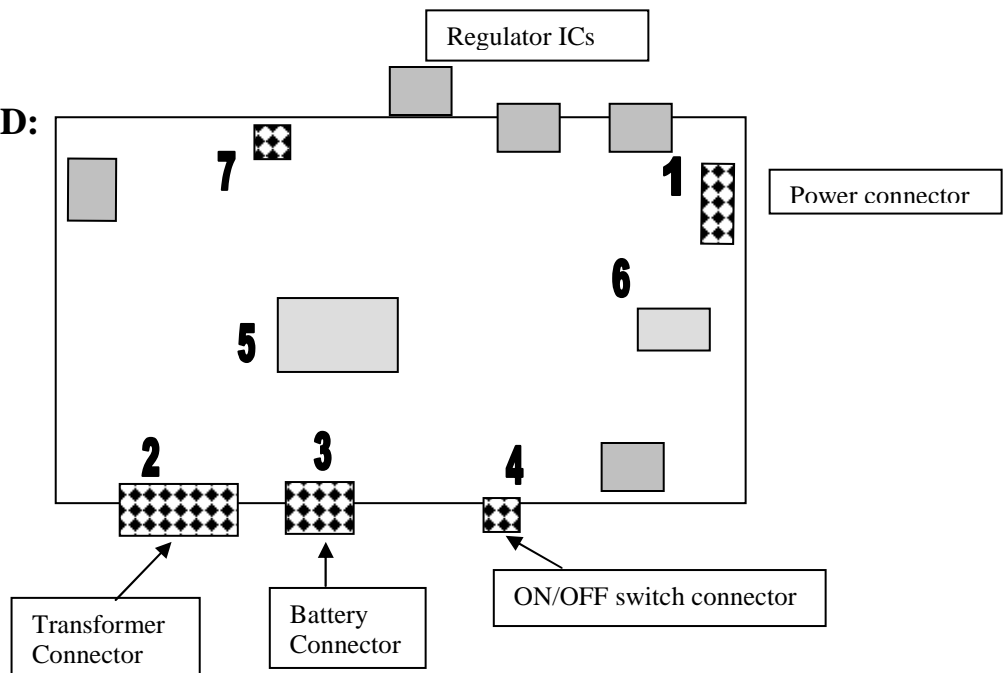 Regulator ICs
D:
7
1
Power connector
6
5
2
3
4
Transformer
Connector
Battery
Connector
ON/OFF switch connector